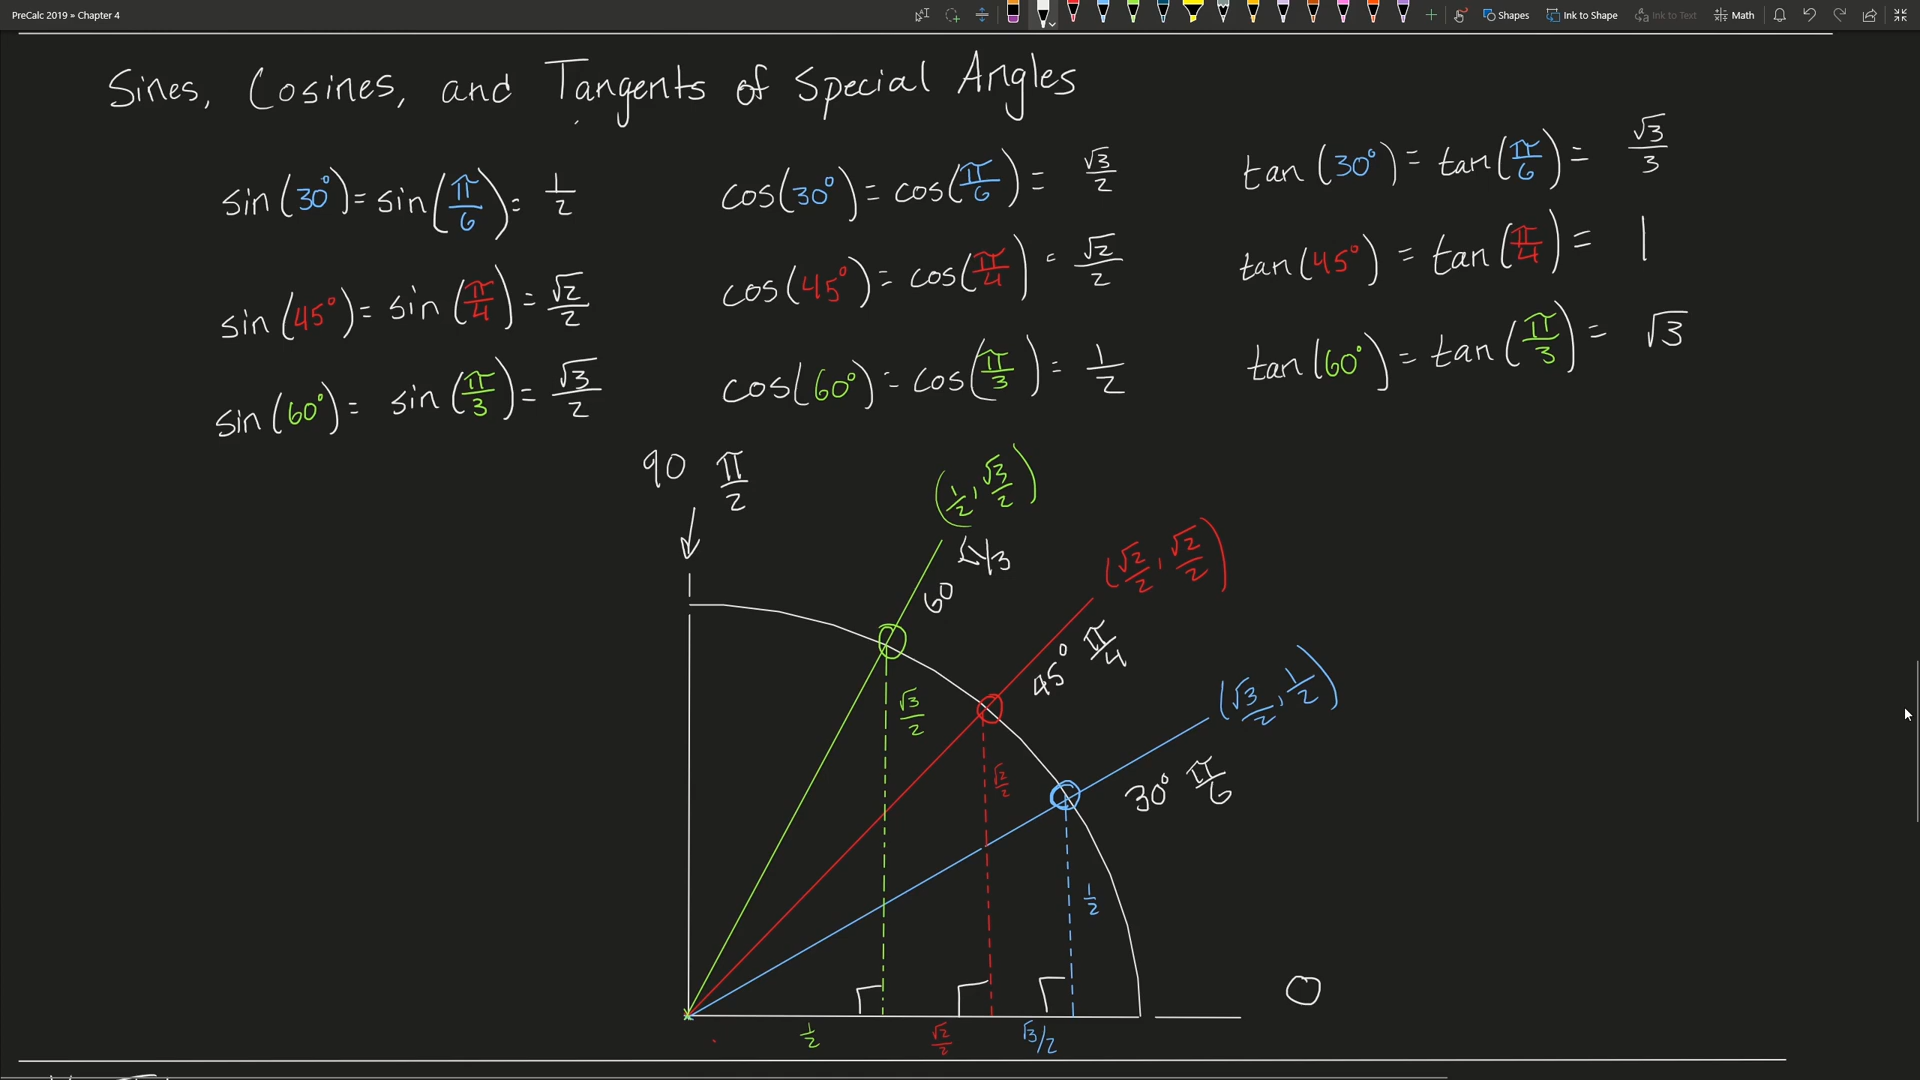 PreCalc 2019 » Chapter 4
Shapes Ink to Shape Ink to Text Math
Sines, Cosines, and Tangents of Special Angles
sin(30°) = sin(π/6) = 1/2
sin(45°) = sin(π/4) = √2/2
sin(60°) = sin(π/3) = √3/2
cos(30°) = cos(π/6) = √3/2
cos(45°) = cos(π/4) = √2/2
cos(60°) = cos(π/3) = 1/2
tan(30°) = tan(π/6) = √3/3
tan(45°) = tan(π/4) = 1
tan(60°) = tan(π/3) = √3
90 π/2
(1/2, √3/2)
60
(√2/2, √2/2)
45° π/4
(√3/2, 1/2)
30° π/6
√3/2
√2/2
1/2
0
1/2
√2/2
√3/2